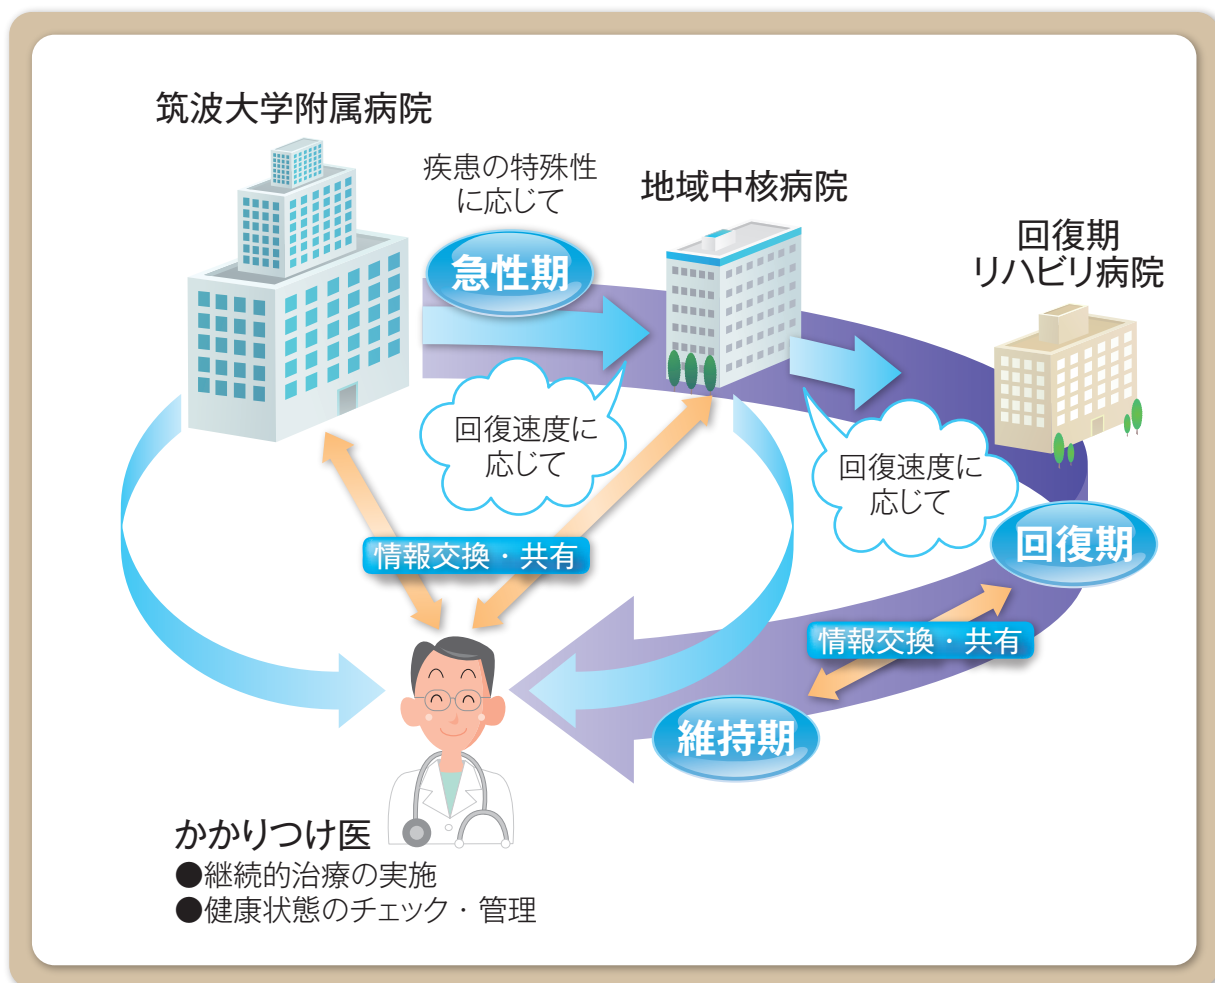 筑波大学附属病院
疾患の特殊性
に応じて
急性期
地域中核病院
回復期
リハビリ病院
回復速度に
応じて
回復速度に
応じて
情報交換・共有
回復期
情報交換・共有
維持期
かかりつけ医
●継続的治療の実施
●健康状態のチェック・管理